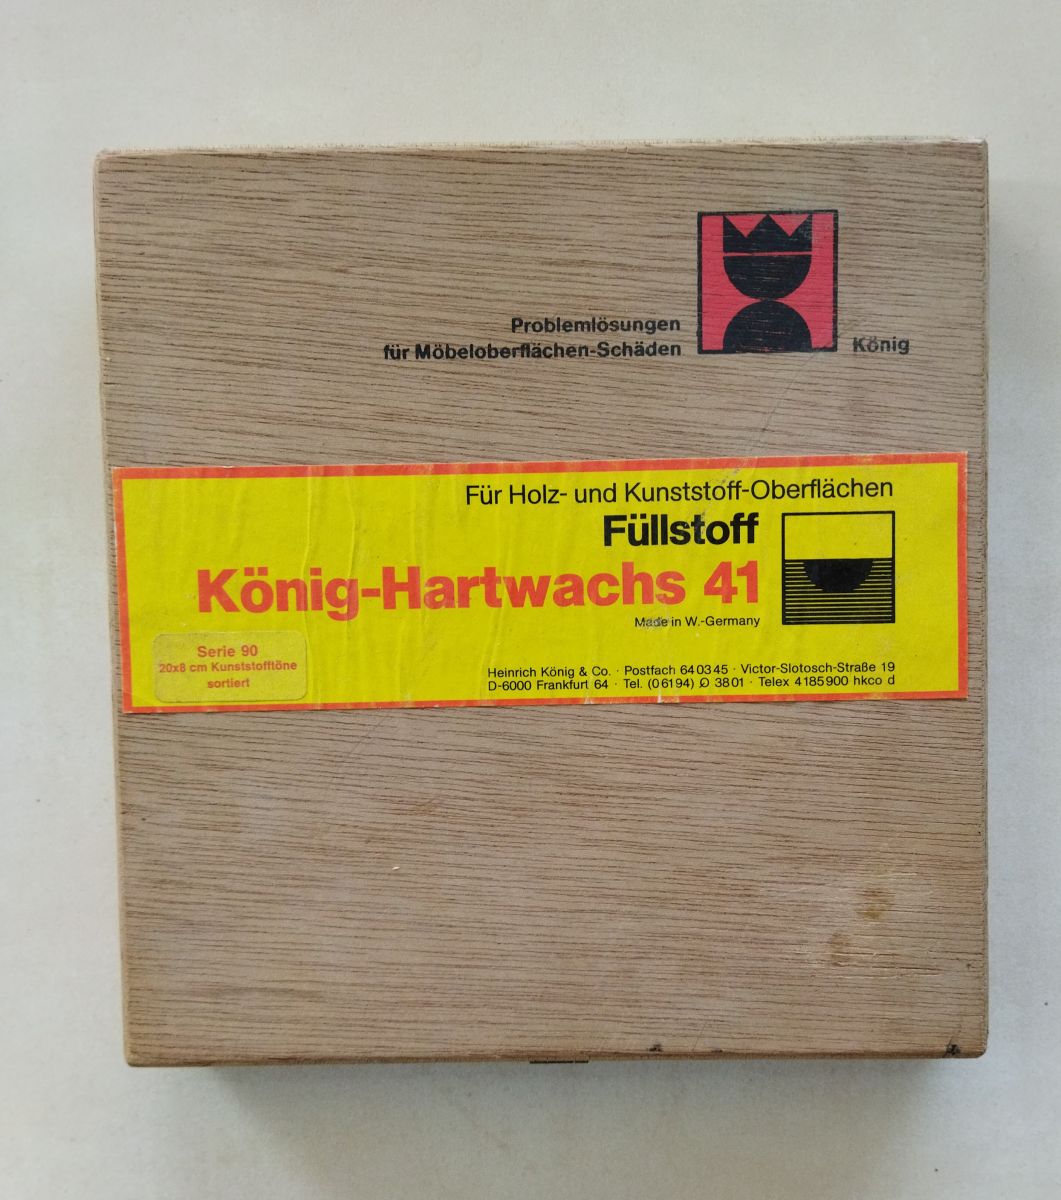 Problemlösungen
für Möbeloberflächen-Schäden
König
Für Holz- und Kunststoff-Oberflächen
Füllstoff
König-Hartwachs 41
Made in W.-Germany
Serie 90
20x8 cm Kunststofftöne
sortiert
Heinrich König & Co. · Postfach 640345 · Victor-Slotosch-Straße 19
D-6000 Frankfurt 64 · Tel. (06194) Ω 3801 · Telex 4185900 hkco d